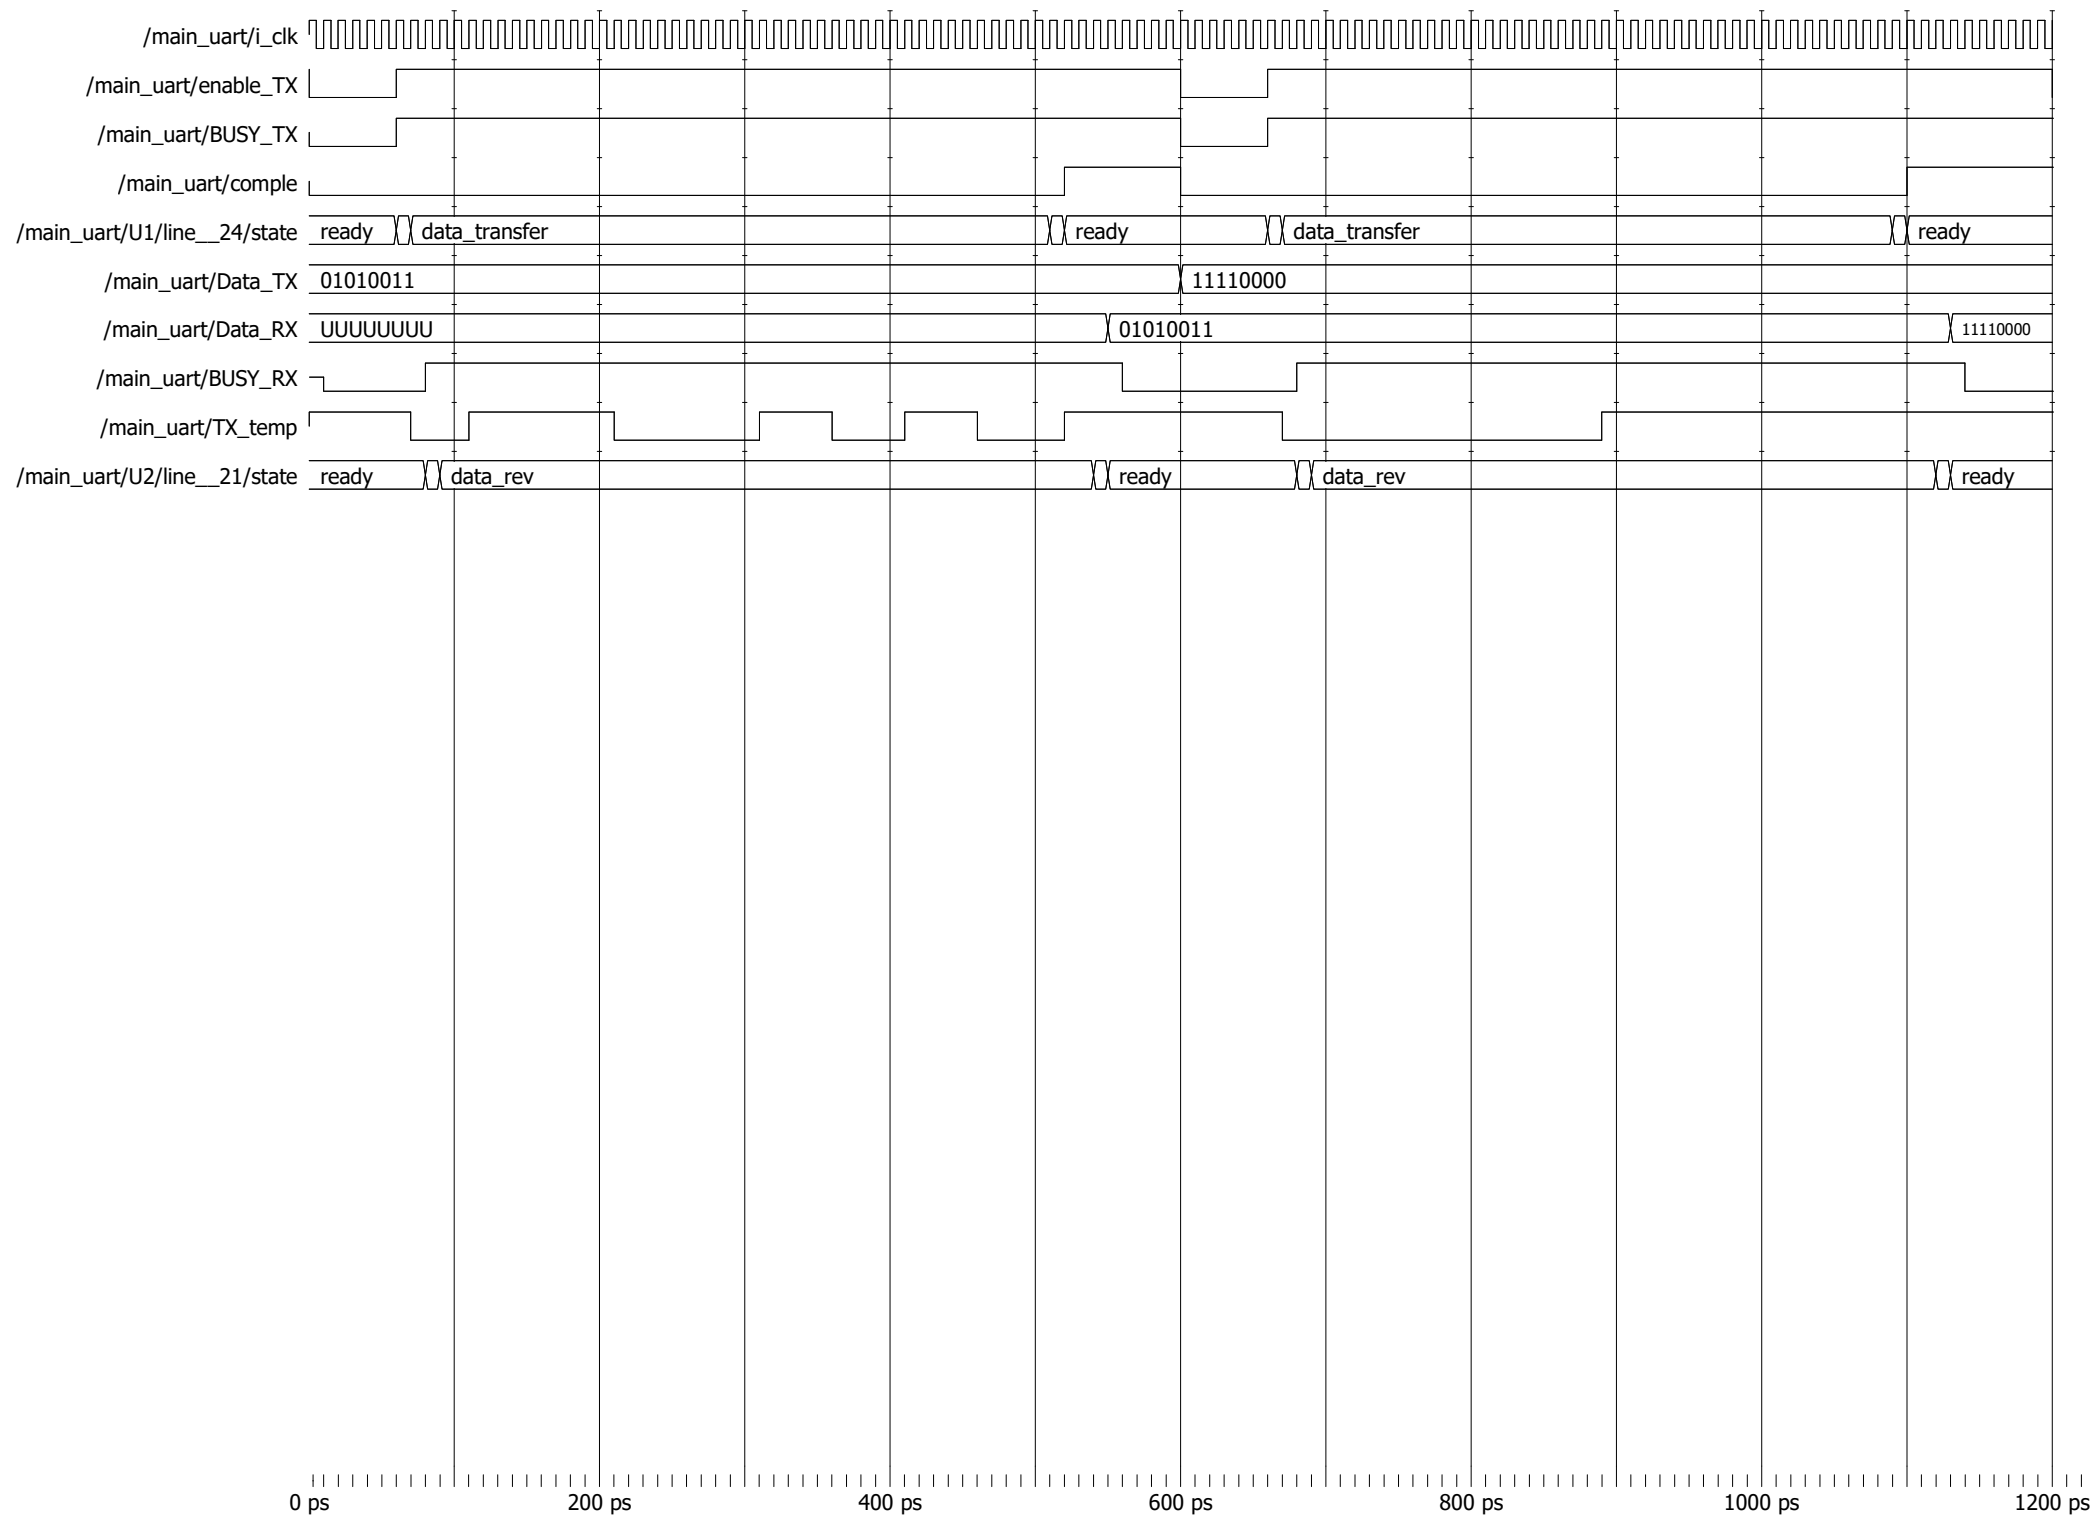 /main_uart/i_clk
/main_uart/enable_TX
/main_uart/BUSY_TX
/main_uart/comple
/main_uart/U1/line__24/state ready data_transfer ready data_transfer ready
/main_uart/Data_TX 01010011 11110000
/main_uart/Data_RX UUUUUUUU 01010011 11110000
/main_uart/BUSY_RX
/main_uart/TX_temp
/main_uart/U2/line__21/state ready data_rev ready data_rev ready
0 ps 200 ps 400 ps 600 ps 800 ps 1000 ps 1200 ps